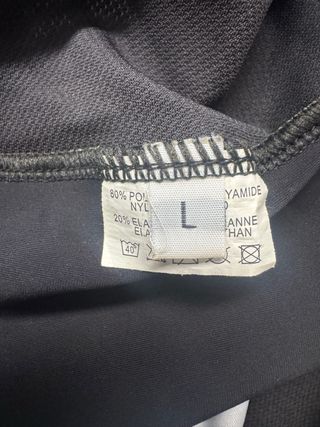 80% POL YAMIDE
NYL
L
20% ELA ANNE
ELA THAN
40